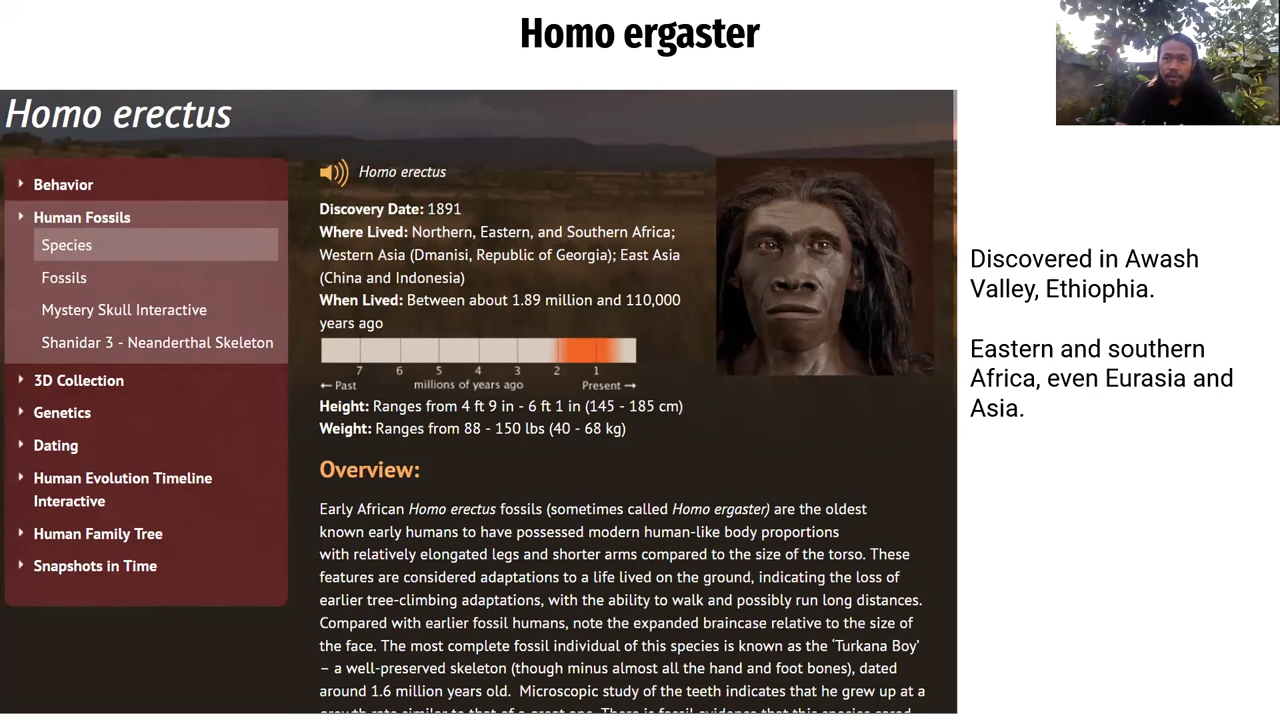 Homo ergaster
Homo erectus
Behavior
Human Fossils
Species
Fossils
Mystery Skull Interactive
Shanidar 3 - Neanderthal Skeleton
3D Collection
Genetics
Dating
Human Evolution Timeline
Interactive
Human Family Tree
Snapshots in Time
Homo erectus
Discovery Date: 1891
Where Lived: Northern, Eastern, and Southern Africa;
Western Asia (Dmanisi, Republic of Georgia); East Asia
(China and Indonesia)
When Lived: Between about 1.89 million and 110,000
years ago
7 6 5 4 3 2 1
← Past millions of years ago Present →
Height: Ranges from 4 ft 9 in - 6 ft 1 in (145 - 185 cm)
Weight: Ranges from 88 - 150 lbs (40 - 68 kg)
Overview:
Early African Homo erectus fossils (sometimes called Homo ergaster) are the oldest
known early humans to have possessed modern human-like body proportions
with relatively elongated legs and shorter arms compared to the size of the torso. These
features are considered adaptations to a life lived on the ground, indicating the loss of
earlier tree-climbing adaptations, with the ability to walk and possibly run long distances.
Compared with earlier fossil humans, note the expanded braincase relative to the size of
the face. The most complete fossil individual of this species is known as the ‘Turkana Boy’
– a well-preserved skeleton (though minus almost all the hand and foot bones), dated
around 1.6 million years old. Microscopic study of the teeth indicates that he grew up at a
Discovered in Awash
Valley, Ethiophia.
Eastern and southern
Africa, even Eurasia and
Asia.